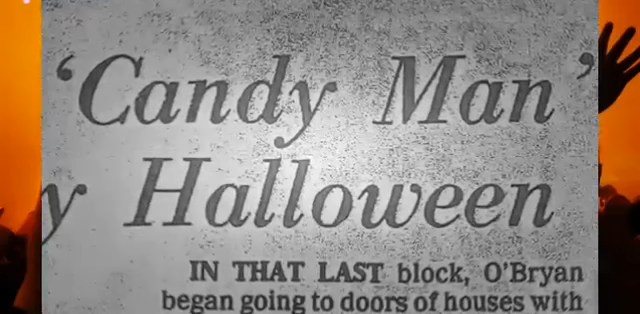 'Candy Man'
y Halloween
IN THAT LAST block, O'Bryan
began going to doors of houses with